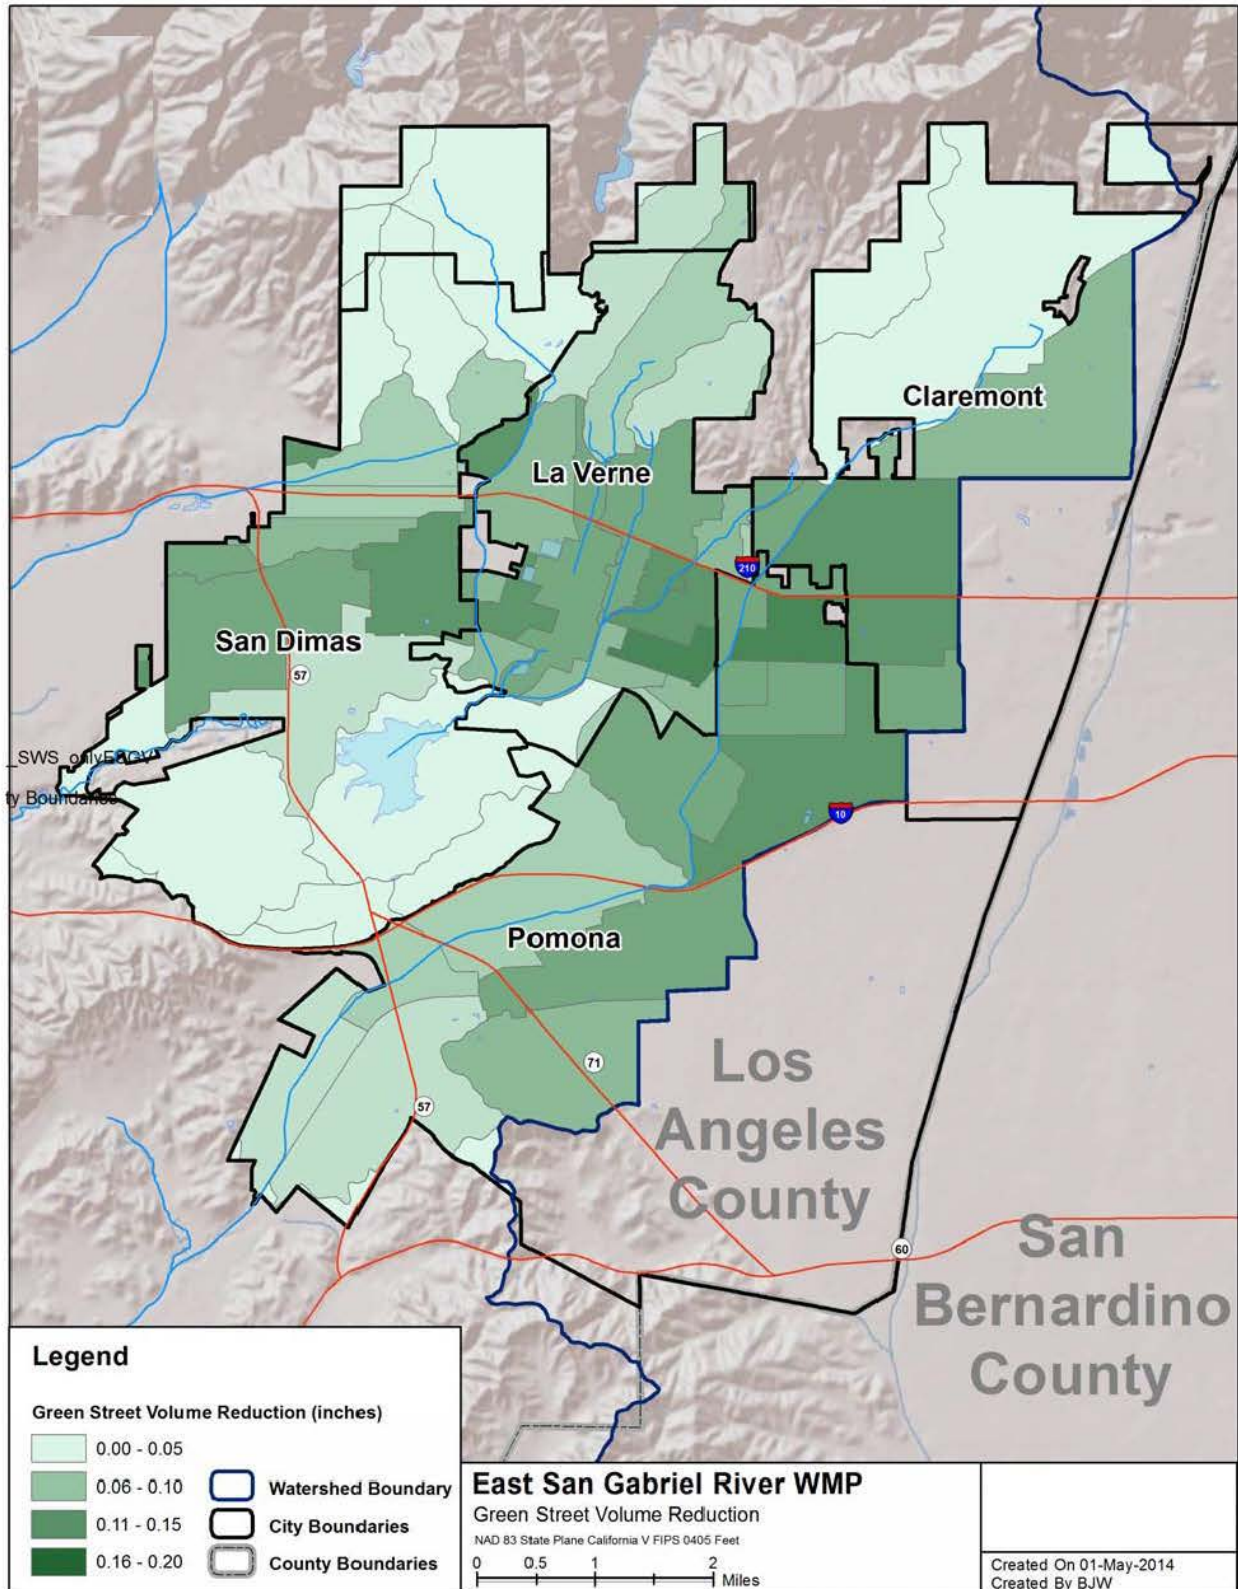 Claremont
La Verne
210
San Dimas
57
_SWS_onlyESGV
ty Boundaries
10
Pomona
71
57
Los
Angeles
County
60
San
Bernardino
County
Legend
Green Street Volume Reduction (inches)
0.00 - 0.05
0.06 - 0.10
0.11 - 0.15
0.16 - 0.20
Watershed Boundary
City Boundaries
County Boundaries
East San Gabriel River WMP
Green Street Volume Reduction
NAD 83 State Plane California V FIPS 0405 Feet
0 0.5 1 2
Miles
Created On 01-May-2014
Created By BJW